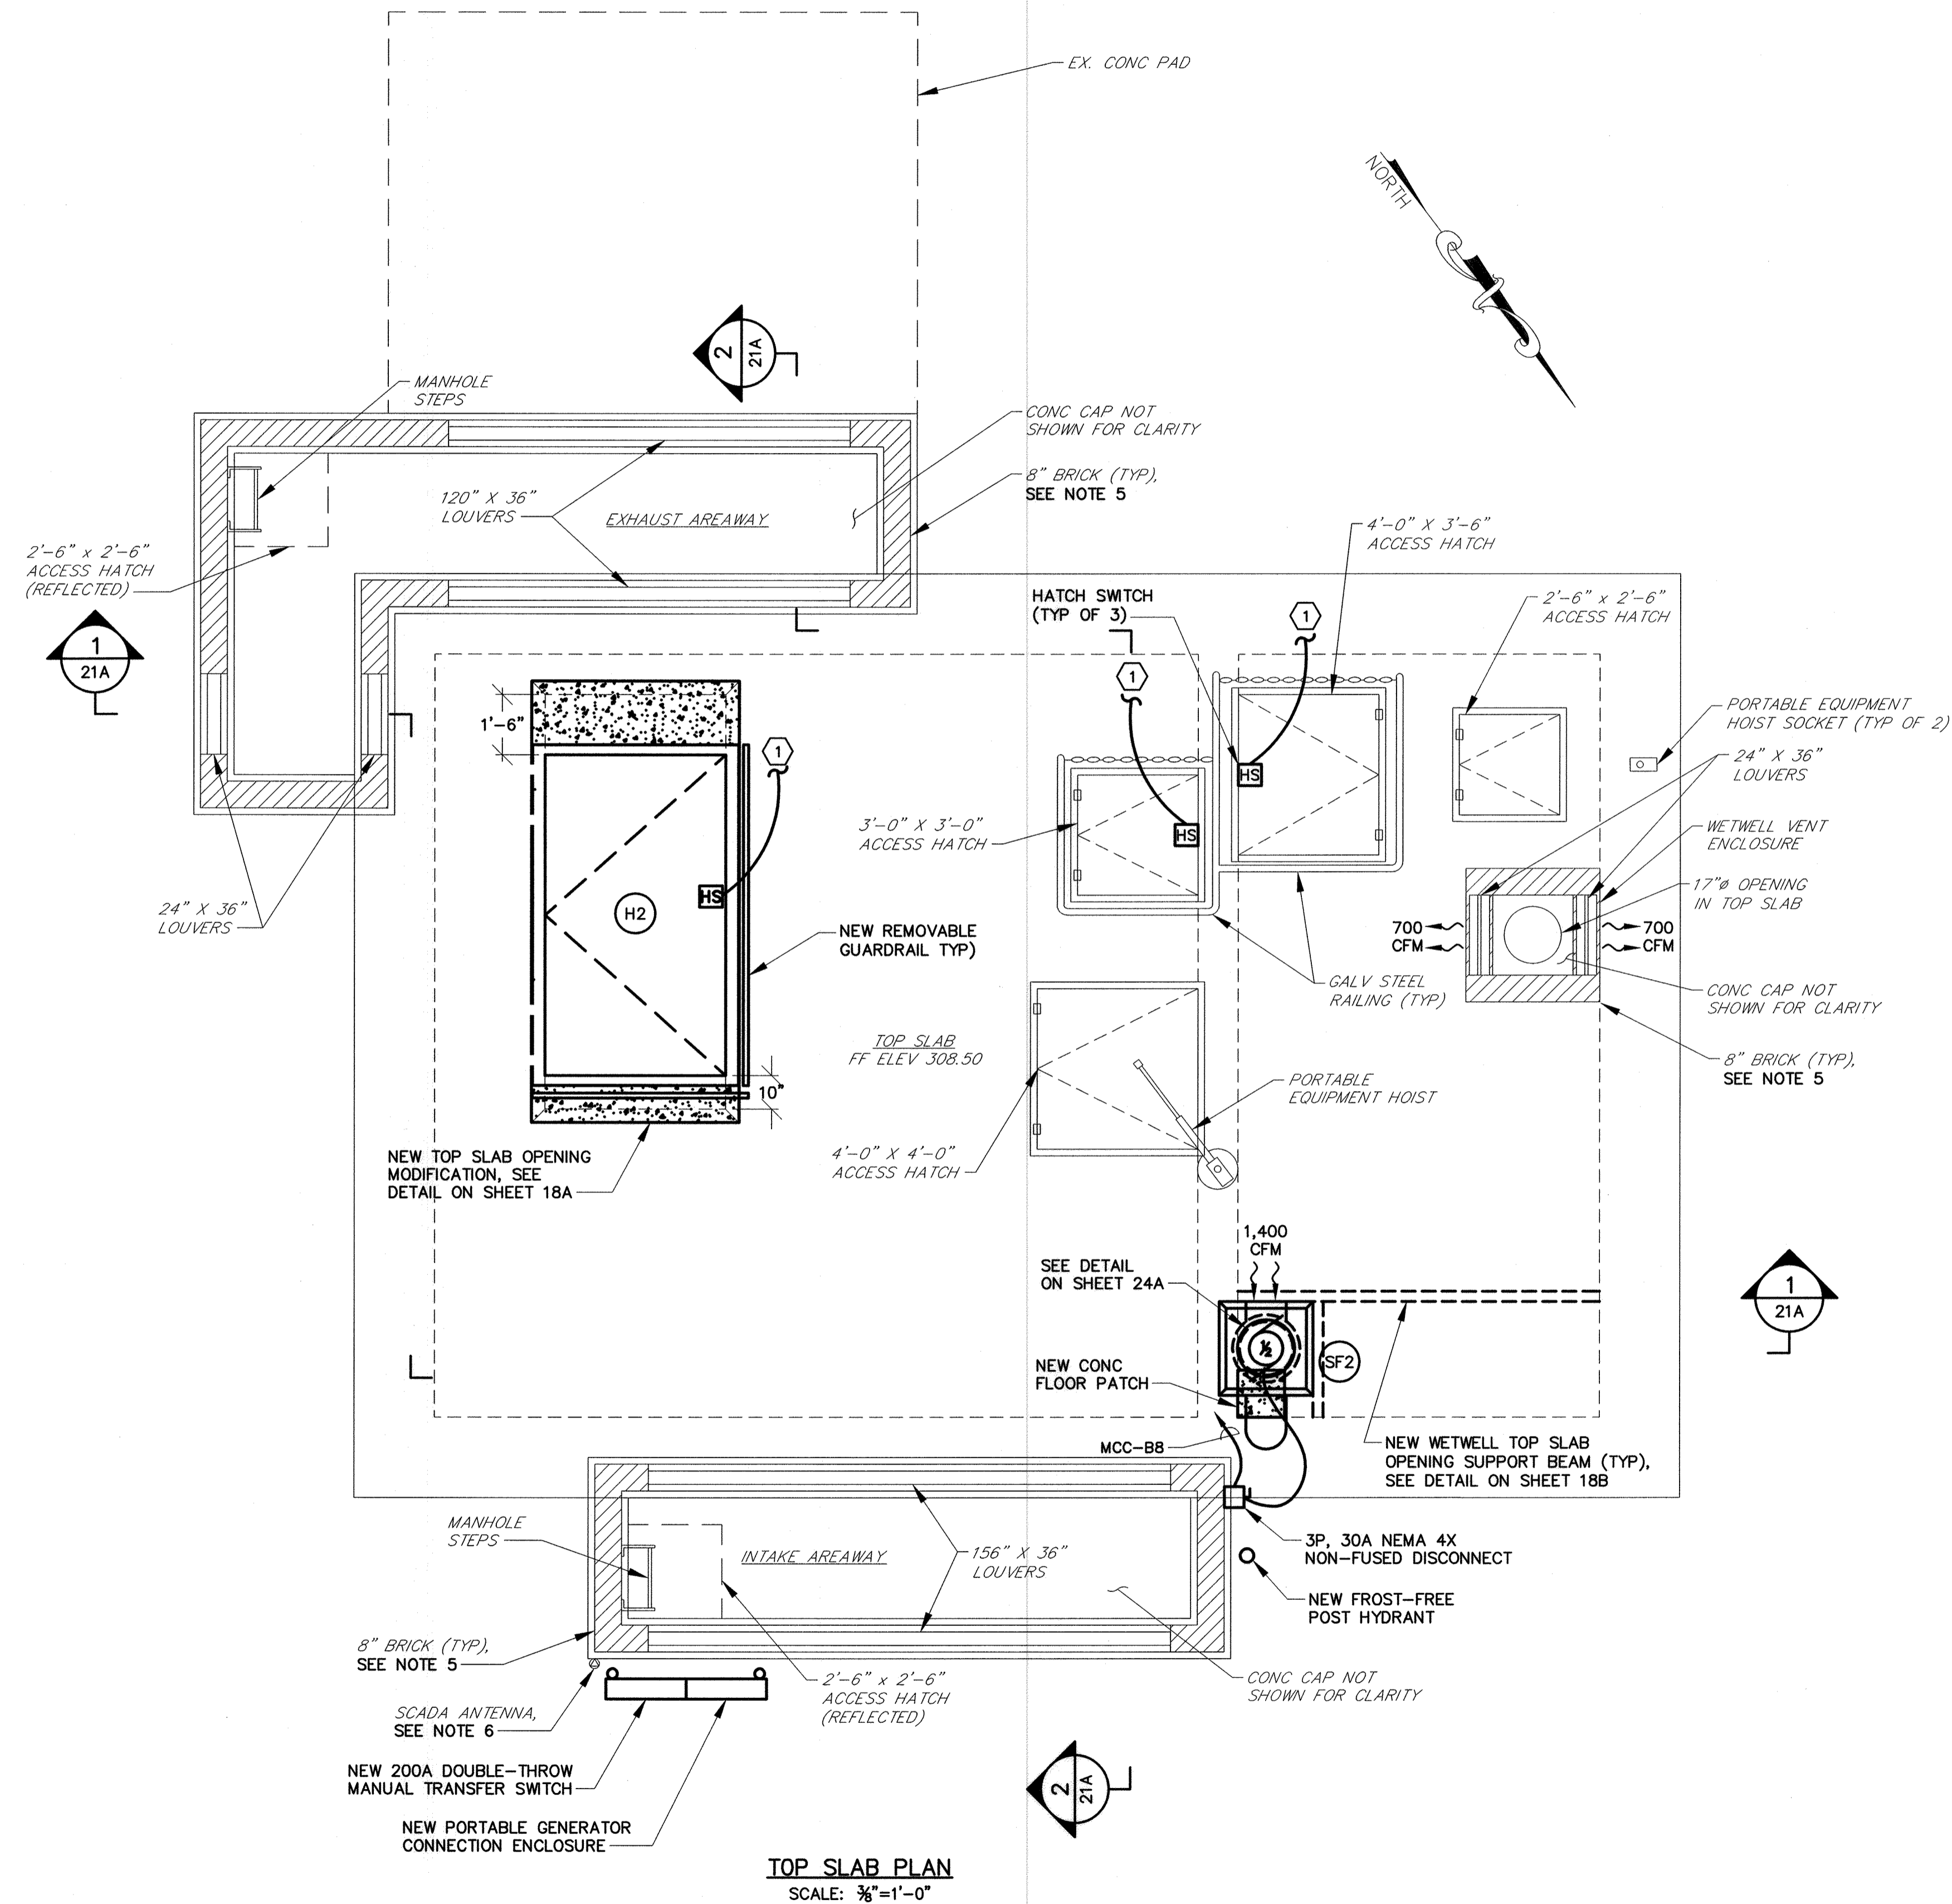 EX. CONC PAD
NORTH
2
21A
MANHOLE
STEPS
CONC CAP NOT
SHOWN FOR CLARITY
8" BRICK (TYP),
SEE NOTE 5
120" X 36"
LOUVERS
EXHAUST AREAWAY
2'-6" x 2'-6"
ACCESS HATCH
(REFLECTED)
4'-0" X 3'-6"
ACCESS HATCH
HATCH SWITCH
(TYP OF 3)
1
2'-6" x 2'-6"
ACCESS HATCH
1
21A
1
PORTABLE EQUIPMENT
HOIST SOCKET (TYP OF 2)
1'-6"
1
24" X 36"
LOUVERS
HS
3'-0" X 3'-0"
ACCESS HATCH
HS
WETWELL VENT
ENCLOSURE
HS
H2
17"ø OPENING
IN TOP SLAB
24" X 36"
LOUVERS
NEW REMOVABLE
GUARDRAIL TYP)
700
CFM
700
CFM
GALV STEEL
RAILING (TYP)
CONC CAP NOT
SHOWN FOR CLARITY
TOP SLAB
FF ELEV 308.50
8" BRICK (TYP),
SEE NOTE 5
10"
PORTABLE
EQUIPMENT HOIST
NEW TOP SLAB OPENING
MODIFICATION, SEE
DETAIL ON SHEET 18A
4'-0" X 4'-0"
ACCESS HATCH
1,400
CFM
SEE DETAIL
ON SHEET 24A
1
21A
½
SF2
NEW CONC
FLOOR PATCH
MCC-B8
NEW WETWELL TOP SLAB
OPENING SUPPORT BEAM (TYP),
SEE DETAIL ON SHEET 18B
MANHOLE
STEPS
INTAKE AREAWAY
156" X 36"
LOUVERS
3P, 30A NEMA 4X
NON-FUSED DISCONNECT
NEW FROST-FREE
POST HYDRANT
8" BRICK (TYP),
SEE NOTE 5
2'-6" x 2'-6"
ACCESS HATCH
(REFLECTED)
CONC CAP NOT
SHOWN FOR CLARITY
SCADA ANTENNA,
SEE NOTE 6
NEW 200A DOUBLE-THROW
MANUAL TRANSFER SWITCH
2
21A
NEW PORTABLE GENERATOR
CONNECTION ENCLOSURE
TOP SLAB PLAN
SCALE: ⅜"=1'-0"